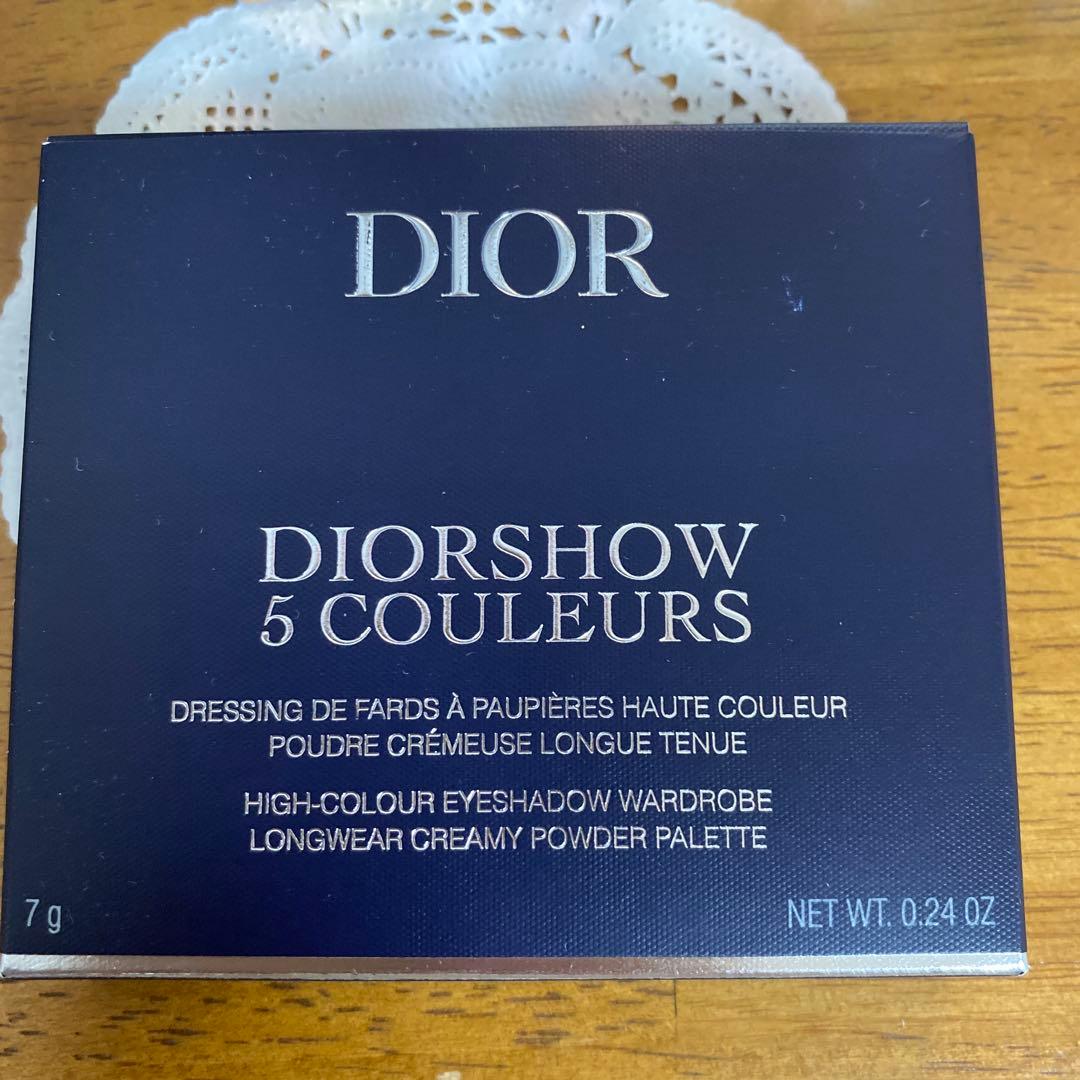 DIOR
DIORSHOW
5 COULEURS
DRESSING DE FARDS À PAUPIÈRES HAUTE COULEUR
POUDRE CRÉMEUSE LONGUE TENUE
HIGH-COLOUR EYESHADOW WARDROBE
LONGWEAR CREAMY POWDER PALETTE
7 g
NET WT. 0.24 OZ